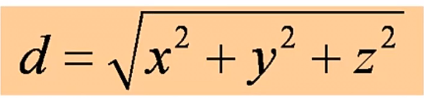 d = √(x² + y² + z²)